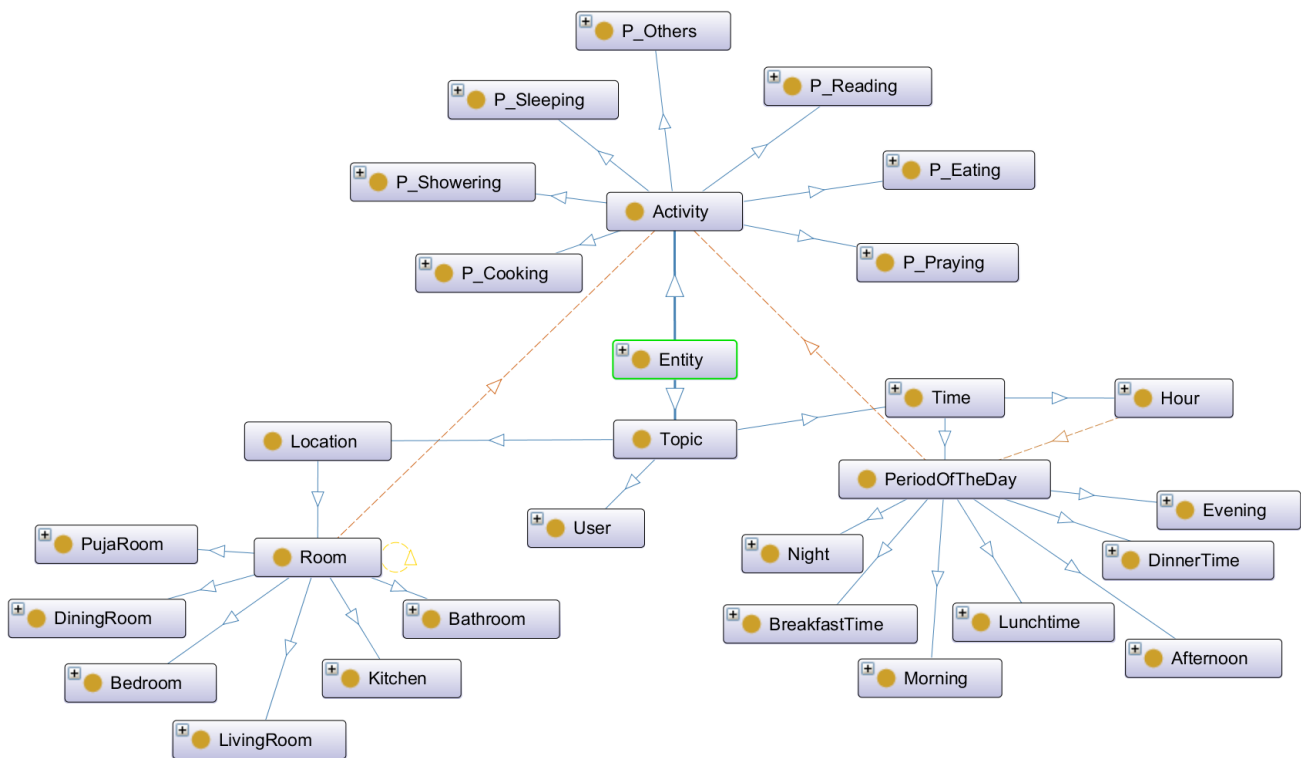 P_Others
P_Sleeping
P_Reading
P_Showering
P_Eating
Activity
P_Cooking
P_Praying
Entity
Time
Hour
Location
Topic
PeriodOfTheDay
User
Evening
PujaRoom
Room
Night
DinnerTime
DiningRoom
Bathroom
BreakfastTime
Lunchtime
Bedroom
Kitchen
Morning
Afternoon
LivingRoom